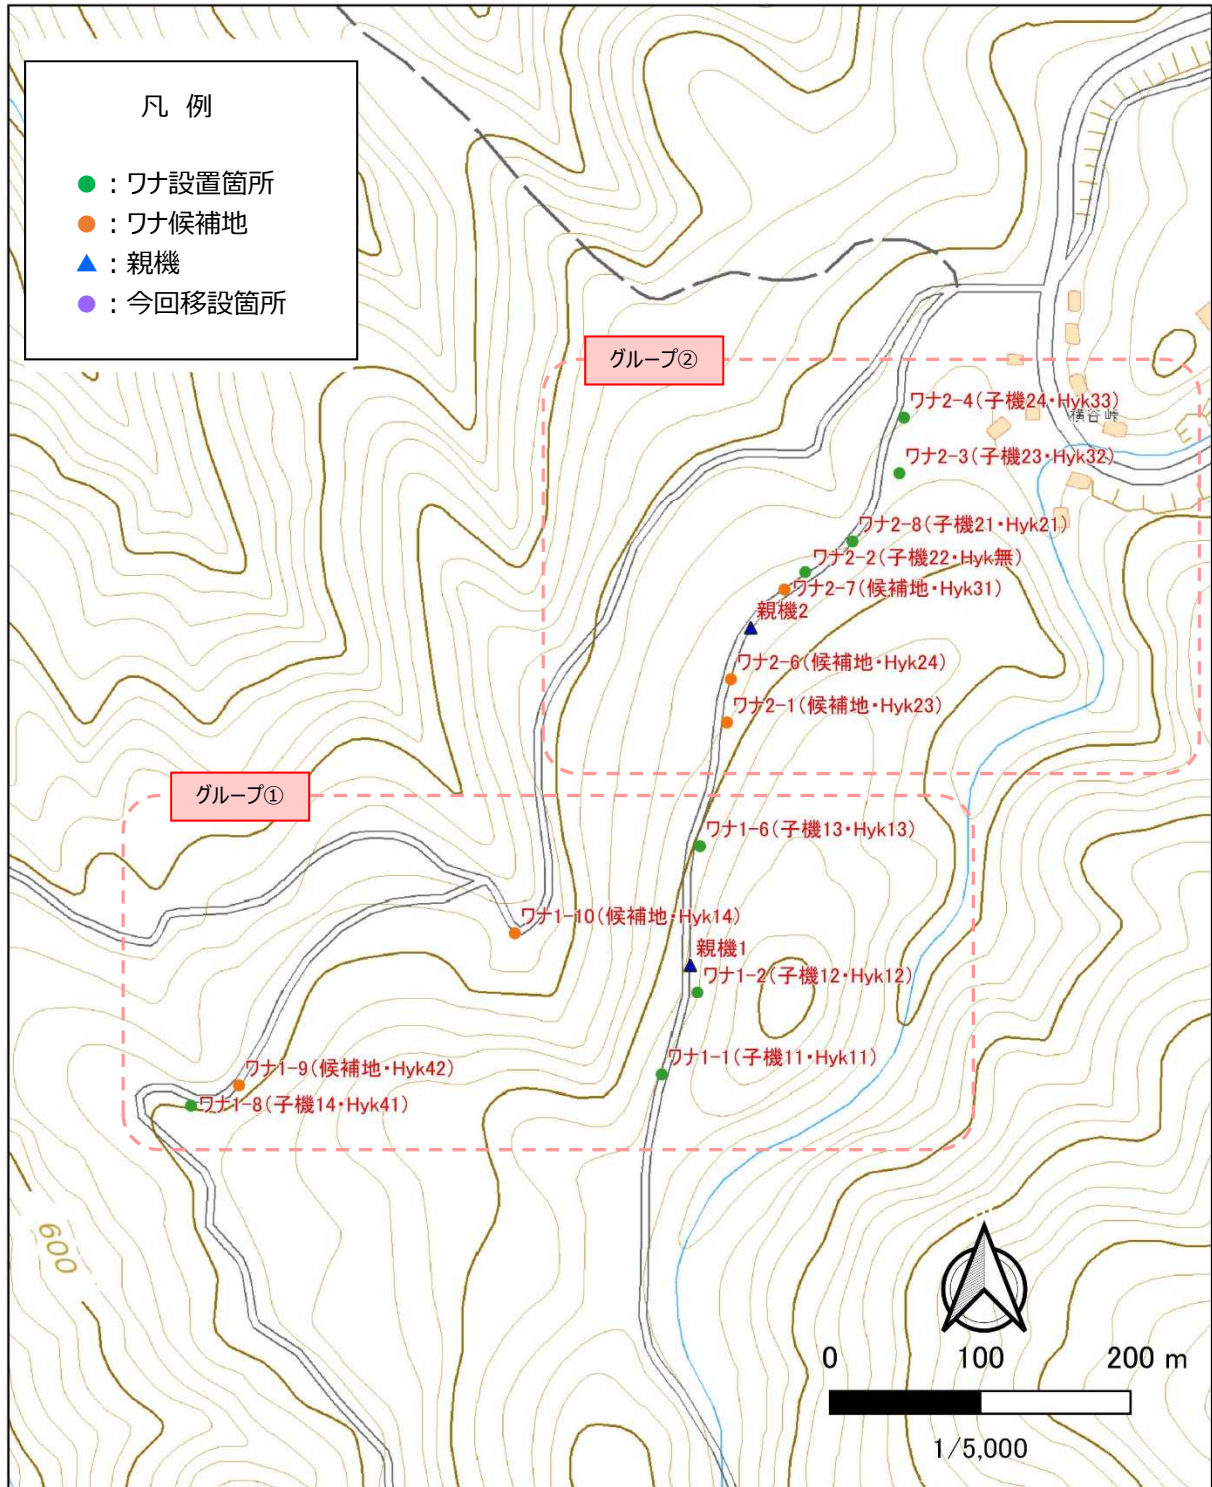 凡 例
●：ワナ設置箇所
●：ワナ候補地
▲：親機
●：今回移設箇所
グループ②
ワナ2-4(子機24・Hyk33)
横谷峠
ワナ2-3(子機23・Hyk32)
ワナ2-8(子機21・Hyk21)
ワナ2-2(子機22・Hyk無)
ワナ2-7(候補地・Hyk31)
親機2
ワナ2-6(候補地・Hyk24)
ワナ2-1(候補地・Hyk23)
グループ①
ワナ1-6(子機13・Hyk13)
ワナ1-10(候補地・Hyk14)
親機1
ワナ1-2(子機12・Hyk12)
ワナ1-1(子機11・Hyk11)
ワナ1-9(候補地・Hyk42)
ワナ1-8(子機14・Hyk41)
600
0 100 200 m
1/5,000